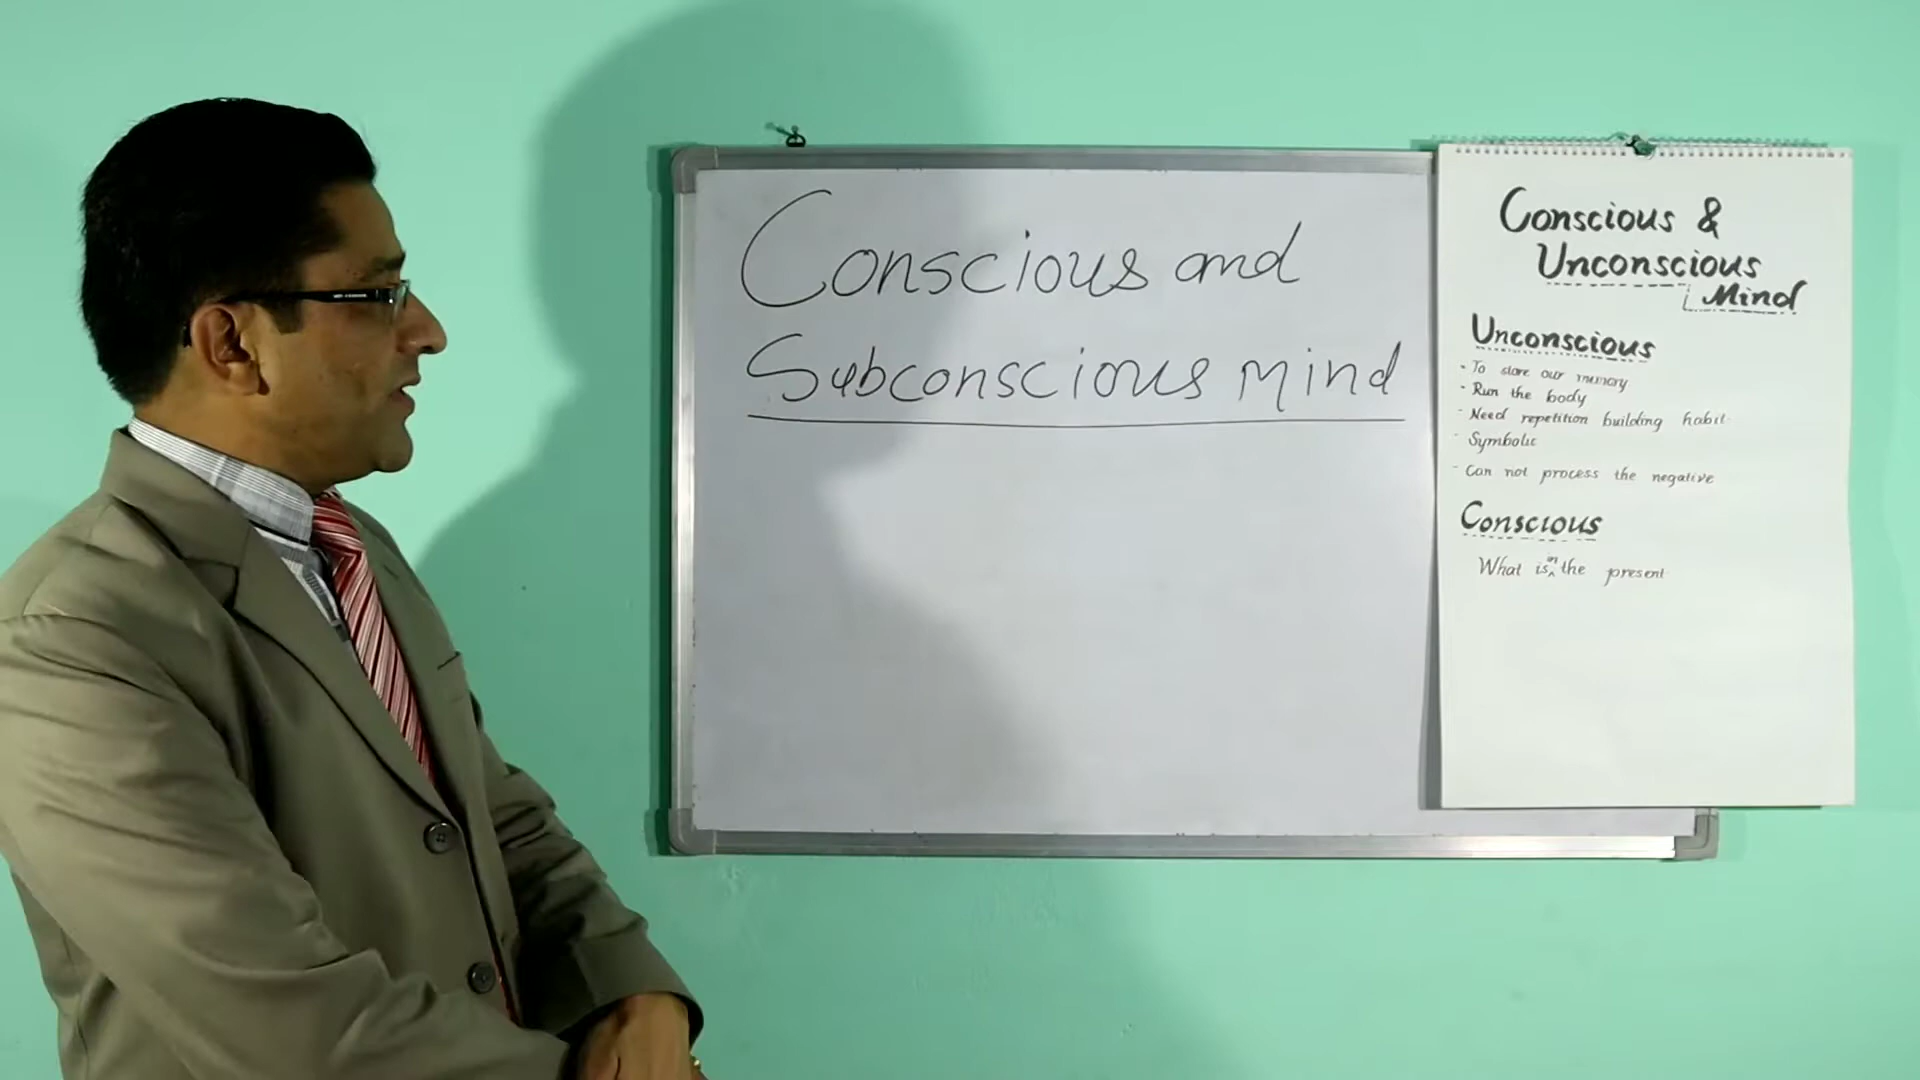 Conscious and
Subconscious mind
Conscious &
Unconscious
Mind
Unconscious
- To store our memory
- Run the body
- Need repetition building habit
- Symbolic
- Can not process the negative
Conscious
What is in the present